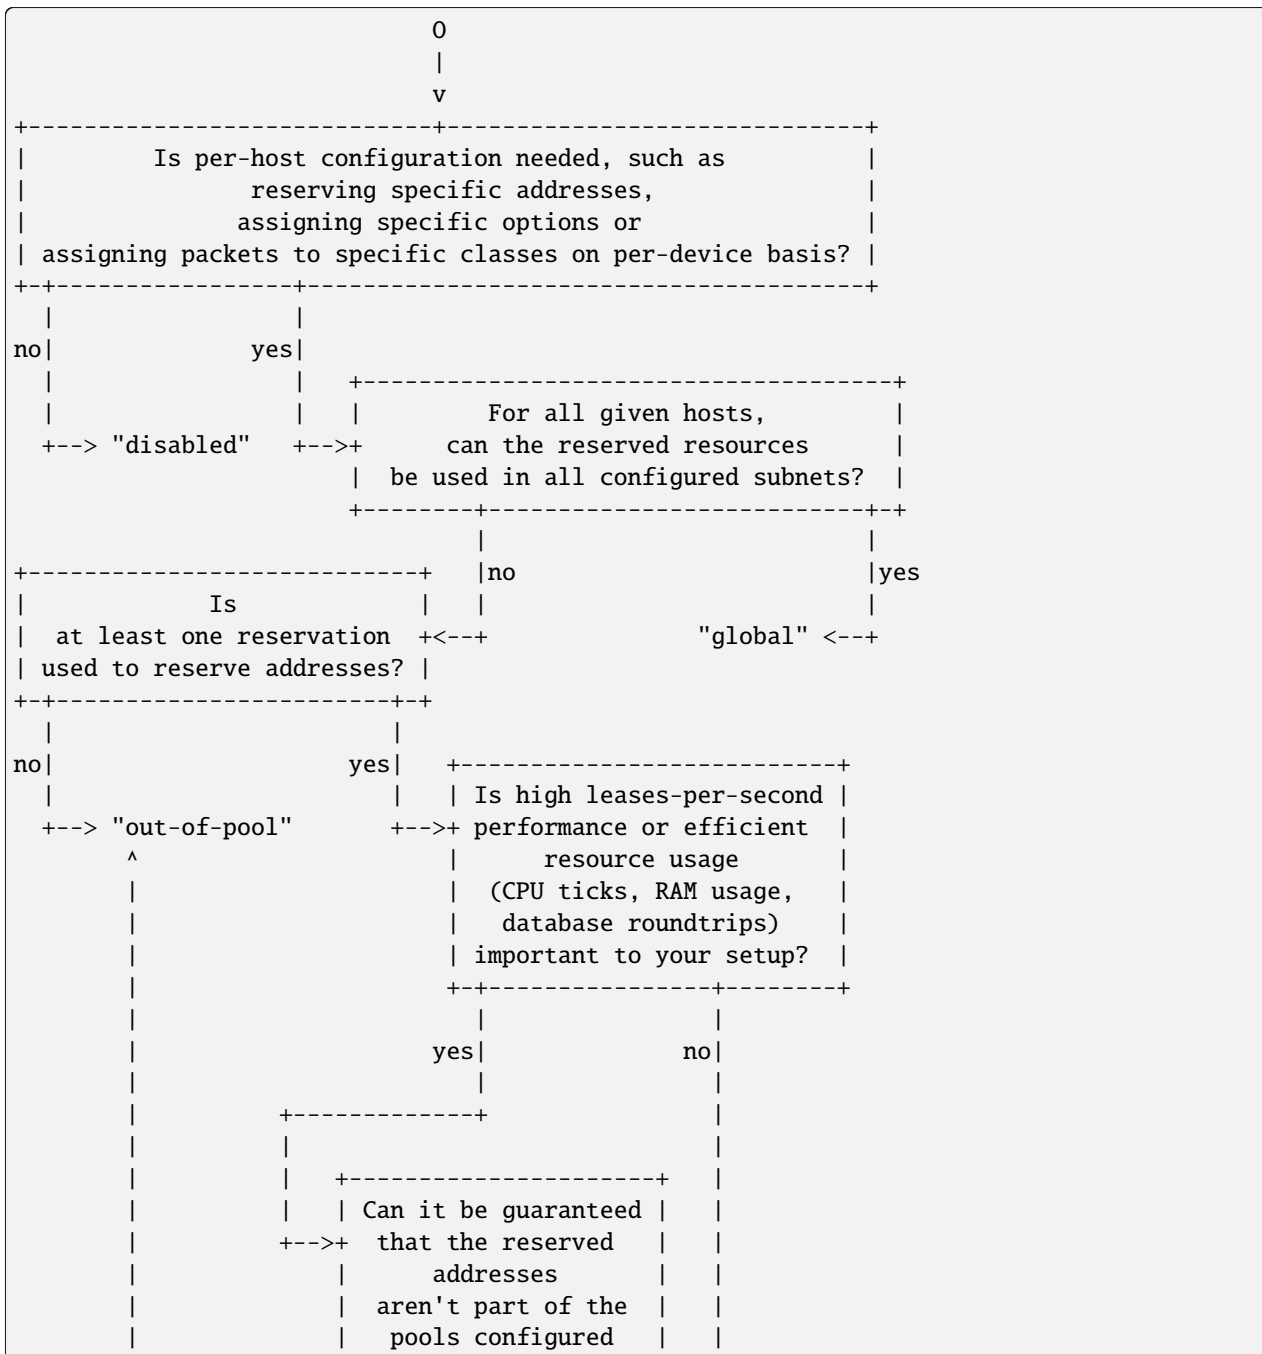 O
                              |
                              v
+-----------------------------+------------------------------+
|         Is per-host configuration needed, such as          |
|                reserving specific addresses,               |
|               assigning specific options or                |
| assigning packets to specific classes on per-device basis? |
+-+-----------------+----------------------------------------+
  |                 |
no|              yes|
  |                 |   +--------------------------------------+
  |                 |   |         For all given hosts,         |
  +--> "disabled"   +-->+      can the reserved resources      |
                        |  be used in all configured subnets?  |
                        +--------+---------------------------+-+
                                 |                           |
+----------------------------+   |no                         |yes
|             Is             |   |                           |
|  at least one reservation  +<--+               "global" <--+
| used to reserve addresses? |
+-+------------------------+-+
  |                        |
no|                     yes|   +---------------------------+
  |                        |   | Is high leases-per-second |
  +--> "out-of-pool"       +-->+ performance or efficient  |
        ^                      |      resource usage       |
        |                      |  (CPU ticks, RAM usage,   |
        |                      |   database roundtrips)    |
        |                      | important to your setup?  |
        |                      +-+----------------+--------+
        |                        |                |
        |                     yes|              no|
        |                        |                |
        |          +-------------+                |
        |          |                              |
        |          |   +----------------------+   |
        |          |   | Can it be guaranteed |   |
        |          +-->+  that the reserved   |   |
        |              |      addresses       |   |
        |              |  aren't part of the  |   |
        |              |   pools configured   |   |